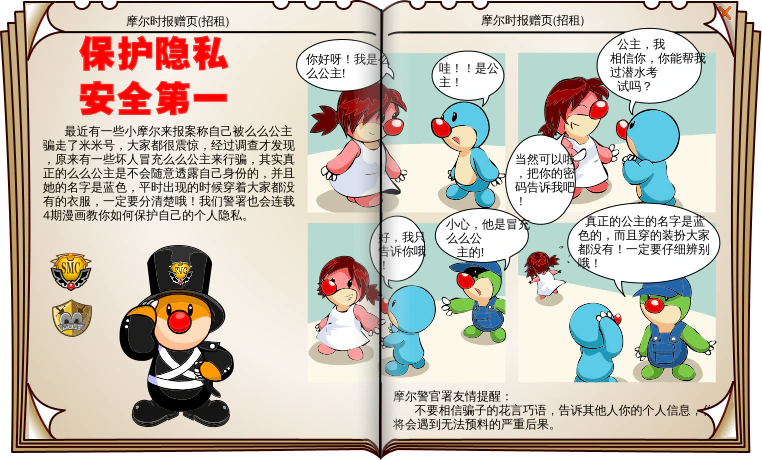 摩尔时报赠页(招租)
保护隐私
安全第一
最近有一些小摩尔来报案称自己被么么公主
骗走了米米号，大家都很震惊，经过调查才发现
，原来有一些坏人冒充么么公主来行骗，其实真
正的么么公主是不会随意透露自己身份的，并且
她的名字是蓝色，平时出现的时候穿着大家都没
有的衣服，一定要分清楚哦！我们警署也会连载
4期漫画教你如何保护自己的个人隐私。
SMC
摩尔时报赠页(招租)
你好呀！我是么
么公主!
哇！！是公
主！
公主，我
相信你，你能帮我
过潜水考
试吗？
当然可以啦
，把你的密
码告诉我吧
！
好，我只
告诉你哦
！
小心，他是冒充
么么公
主的!
真正的公主的名字是蓝
色的，而且穿的装扮大家
都没有！一定要仔细辨别
哦！
摩尔警官署友情提醒：
不要相信骗子的花言巧语，告诉其他人你的个人信息，
将会遇到无法预料的严重后果。